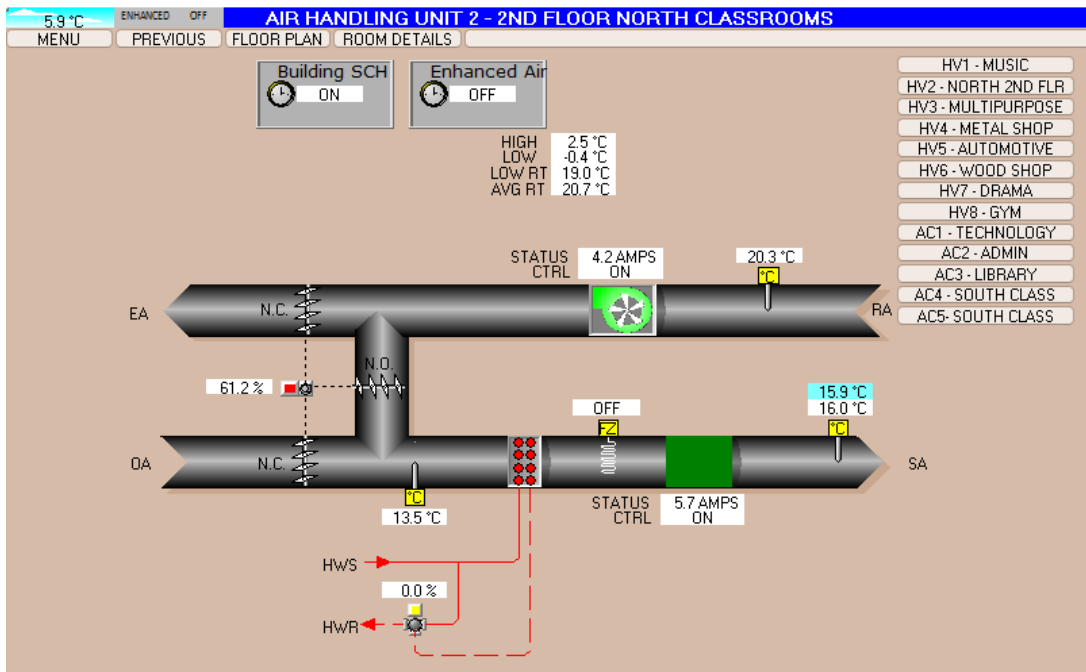 5.9 °C ENHANCED OFF AIR HANDLING UNIT 2 - 2ND FLOOR NORTH CLASSROOMS
MENU PREVIOUS FLOOR PLAN ROOM DETAILS
Building SCH
ON
Enhanced Air
OFF
HIGH 2.5 °C
LOW -0.4 °C
LOW RT 19.0 °C
AVG RT 20.7 °C
HV1 - MUSIC
HV2 - NORTH 2ND FLR
HV3 - MULTIPURPOSE
HV4 - METAL SHOP
HV5 - AUTOMOTIVE
HV6 - WOOD SHOP
HV7 - DRAMA
HV8 - GYM
AC1 - TECHNOLOGY
AC2 - ADMIN
AC3 - LIBRARY
AC4 - SOUTH CLASS
AC5- SOUTH CLASS
STATUS 4.2 AMPS
CTRL ON
20.3 °C
°C
EA
N.C.
RA
N.O.
61.2 %
15.9 °C
16.0 °C
°C
OFF
FZ
OA
N.C.
SA
°C
13.5 °C
STATUS 5.7 AMPS
CTRL ON
HWS
0.0 %
HWR